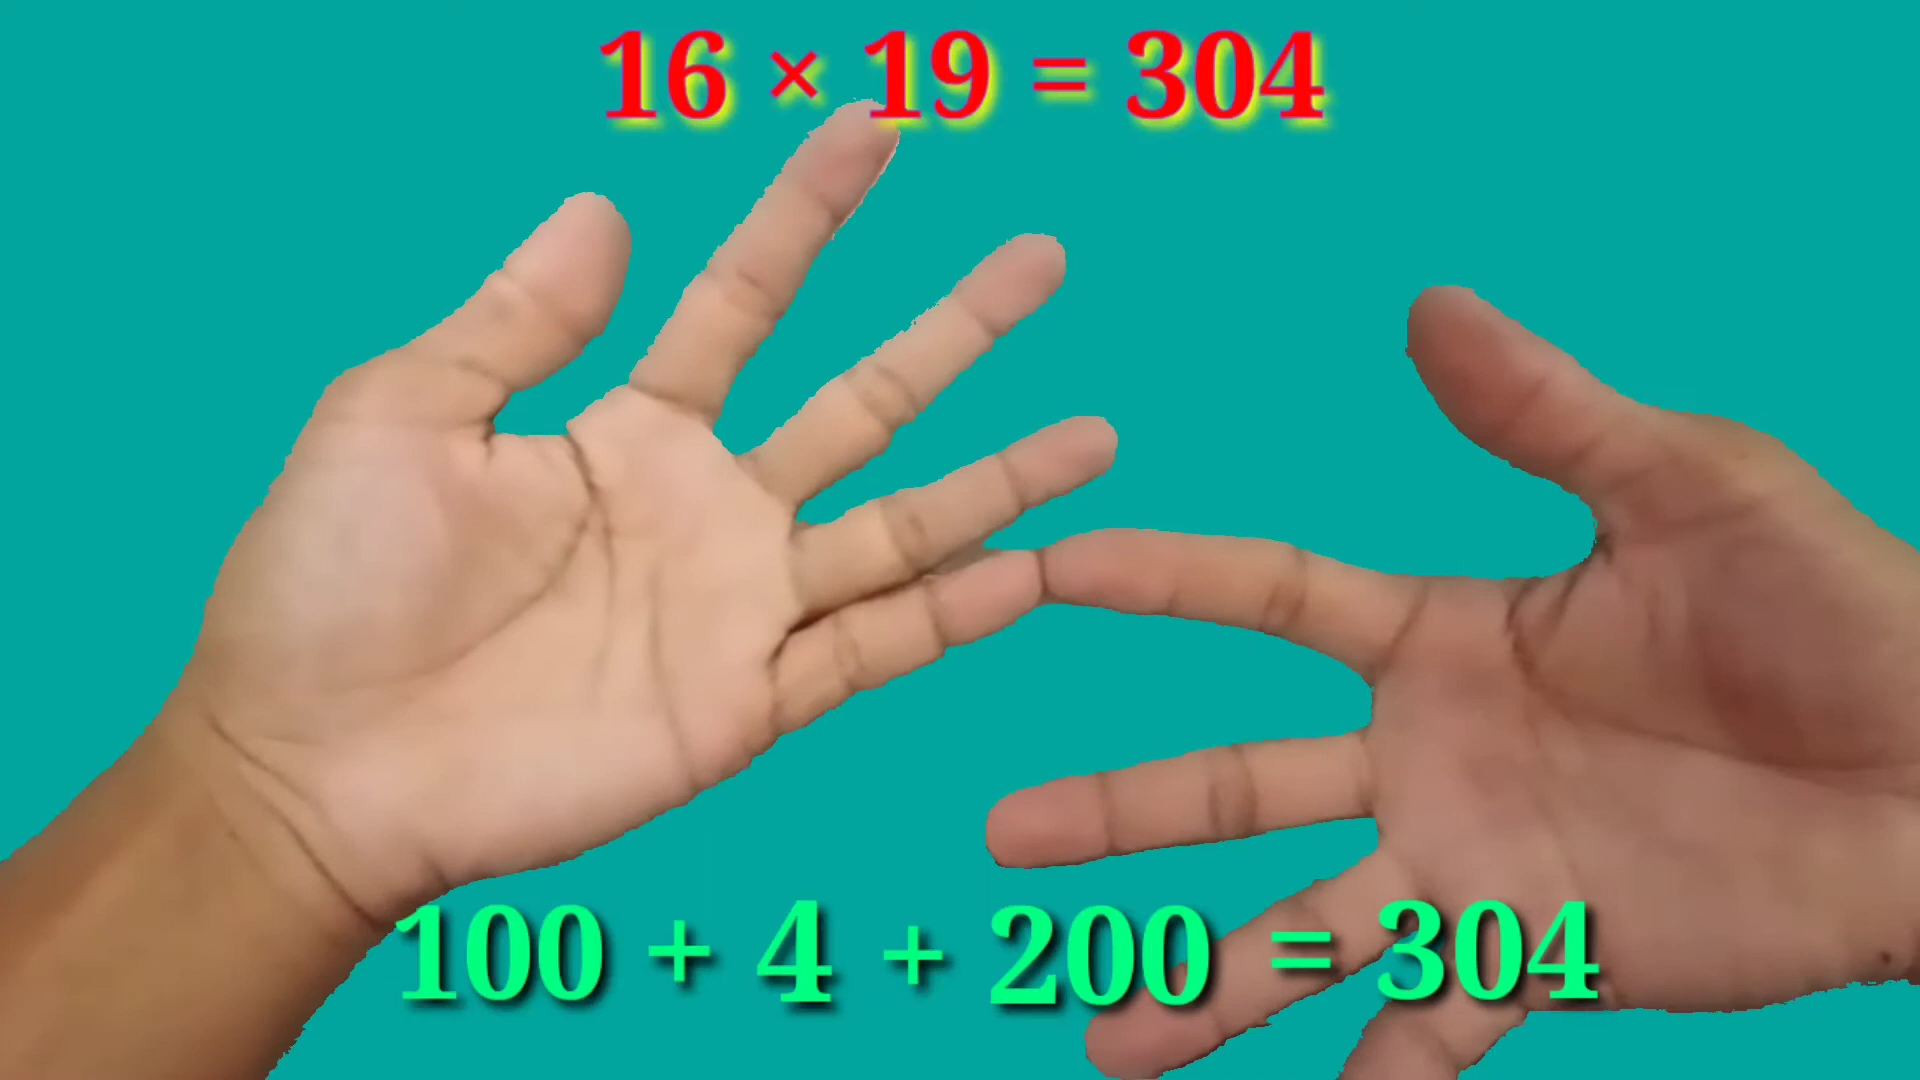 16 × 19 = 304
100 + 4 + 200 = 304